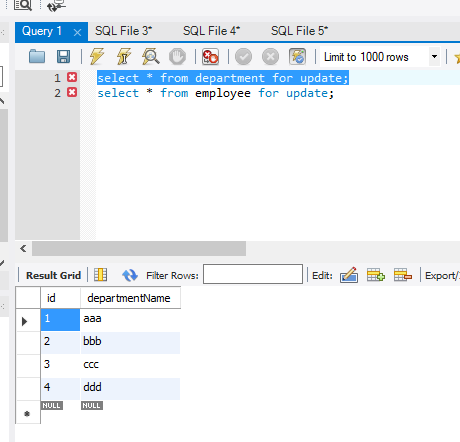 Query 1 SQL File 3* SQL File 4* SQL File 5*
Limit to 1000 rows
1 select * from department for update;
2 select * from employee for update;
Result Grid Filter Rows: Edit: Export/
id departmentName
1 aaa
2 bbb
3 ccc
4 ddd
NULL NULL